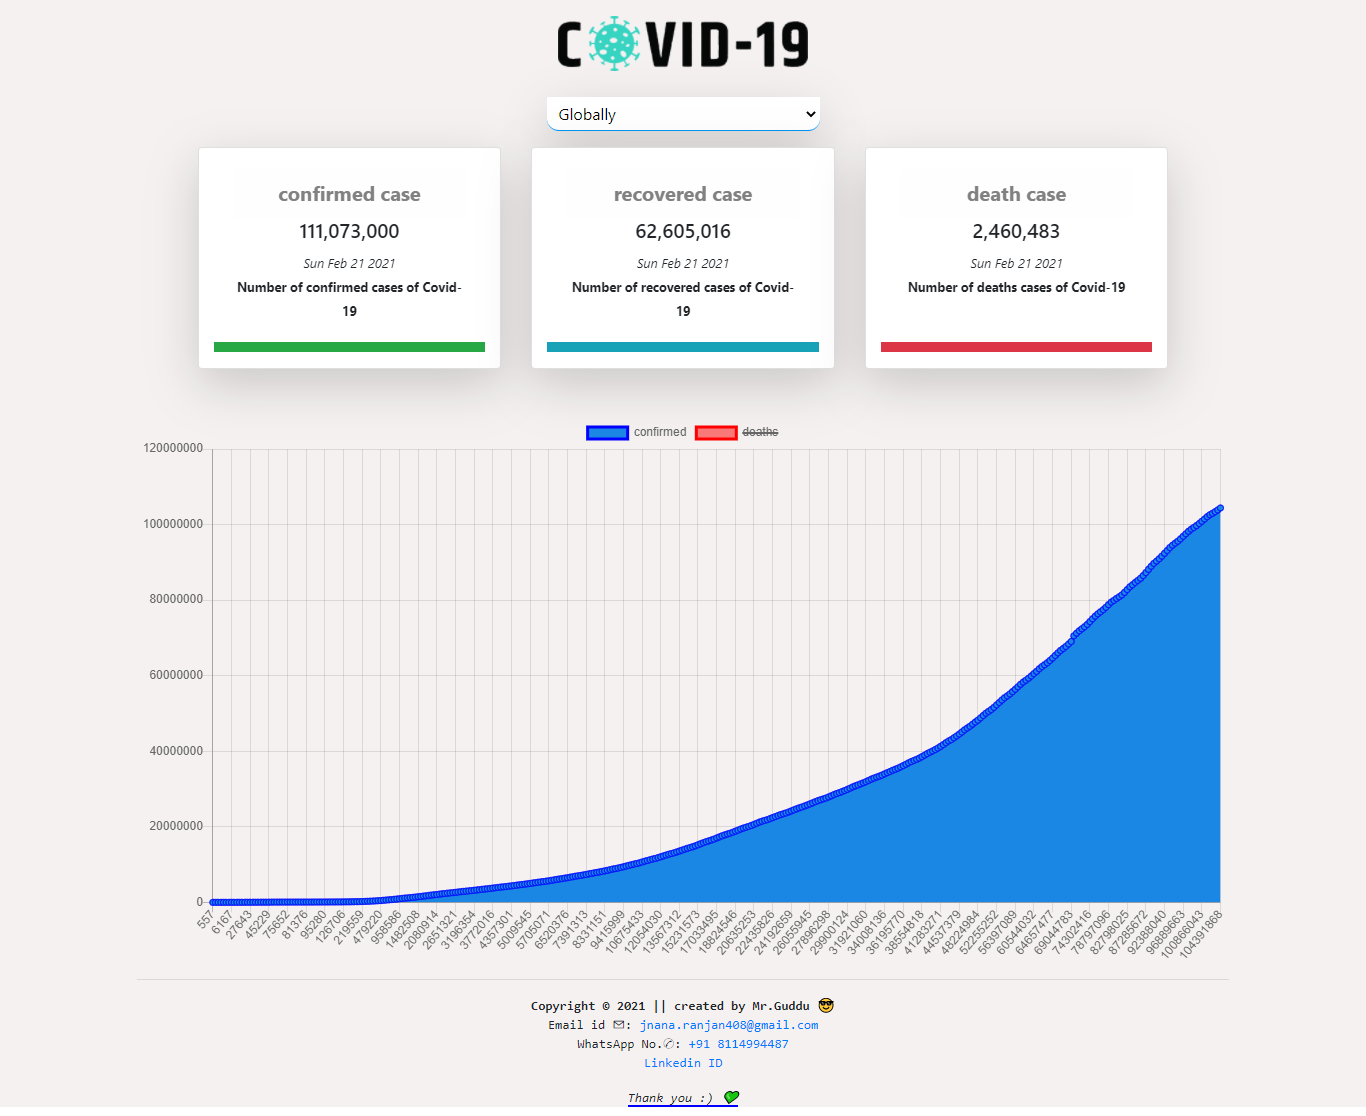 COVID-19
Globally
confirmed case
111,073,000
Sun Feb 21 2021
Number of confirmed cases of Covid-
19
recovered case
62,605,016
Sun Feb 21 2021
Number of recovered cases of Covid-
19
death case
2,460,483
Sun Feb 21 2021
Number of deaths cases of Covid-19
confirmed deaths
120000000
100000000
80000000
60000000
40000000
20000000
0
557 6167 27643 45229 75652 81376 95280 126706 219559 479220 958586 1482508 2080914 2651321 3196354 3772016 4357301 5009545 5705071 6520376 7391313 8331151 9415999 10675433 12054030 13567312 15231573 17033495 18824546 20635253 22435826 24192659 26055945 27896298 29900124 31921060 34008136 36195770 38554818 41283271 44537379 48224984 52255252 56397089 60544032 64657477 69044783 74302416 78797096 82798025 87285672 92388040 96899663 100866043 104391868
Copyright © 2021 || created by Mr.Guddu 😎
Email id ✉: jnana.ranjan408@gmail.com
WhatsApp No.✆: +91 8114994487
Linkedin ID
Thank you :) 💚